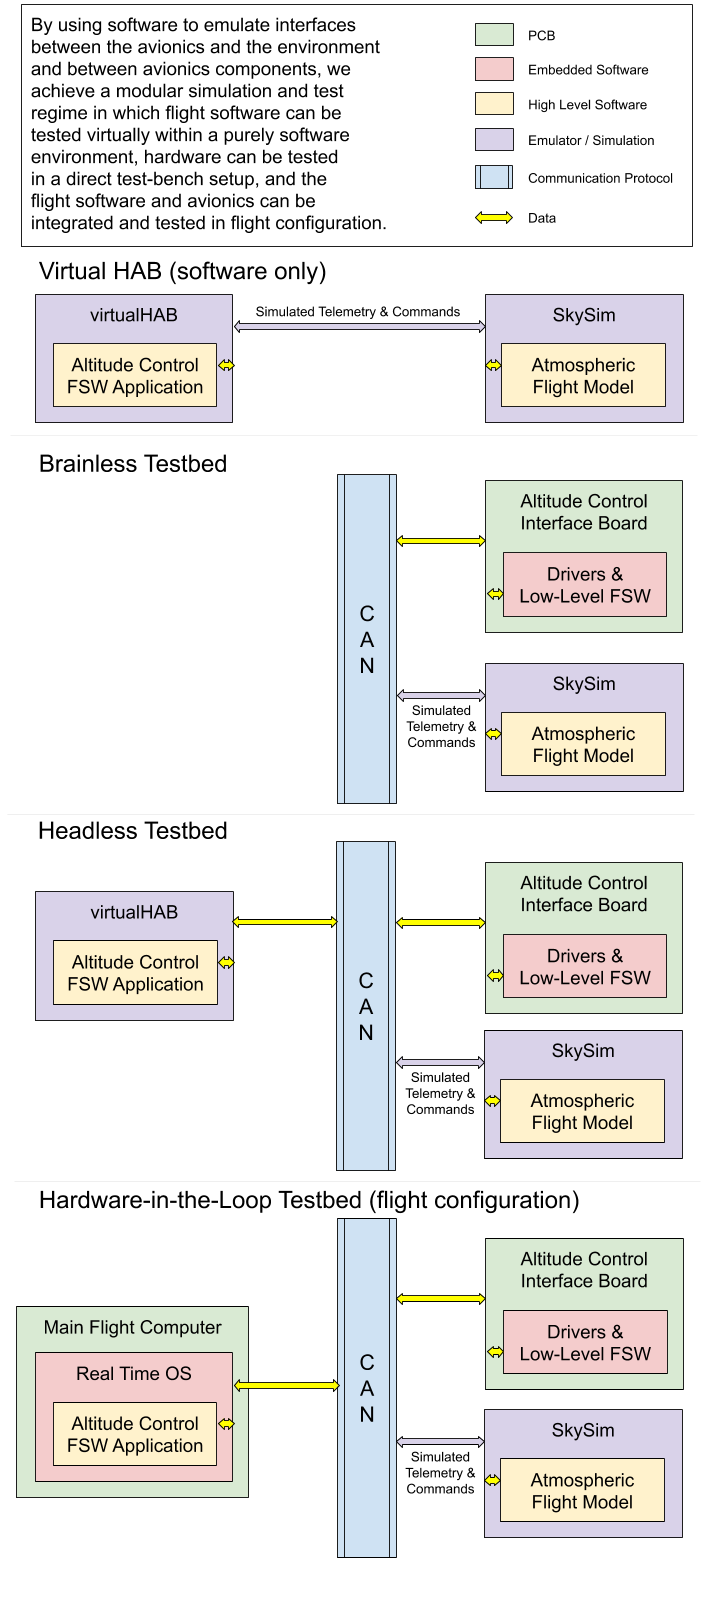 By using software to emulate interfaces
between the avionics and the environment
and between avionics components, we
achieve a modular simulation and test
regime in which flight software can be
tested virtually within a purely software
environment, hardware can be tested
in a direct test-bench setup, and the
flight software and avionics can be
integrated and tested in flight configuration.
PCB
Embedded Software
High Level Software
Emulator / Simulation
Communication Protocol
Data
Virtual HAB (software only)
virtualHAB
Altitude Control
FSW Application
Simulated Telemetry & Commands
SkySim
Atmospheric
Flight Model
Brainless Testbed
C
A
N
Altitude Control
Interface Board
Drivers &
Low-Level FSW
Simulated
Telemetry &
Commands
SkySim
Atmospheric
Flight Model
Headless Testbed
virtualHAB
Altitude Control
FSW Application
C
A
N
Altitude Control
Interface Board
Drivers &
Low-Level FSW
Simulated
Telemetry &
Commands
SkySim
Atmospheric
Flight Model
Hardware-in-the-Loop Testbed (flight configuration)
Main Flight Computer
Real Time OS
Altitude Control
FSW Application
C
A
N
Altitude Control
Interface Board
Drivers &
Low-Level FSW
Simulated
Telemetry &
Commands
SkySim
Atmospheric
Flight Model